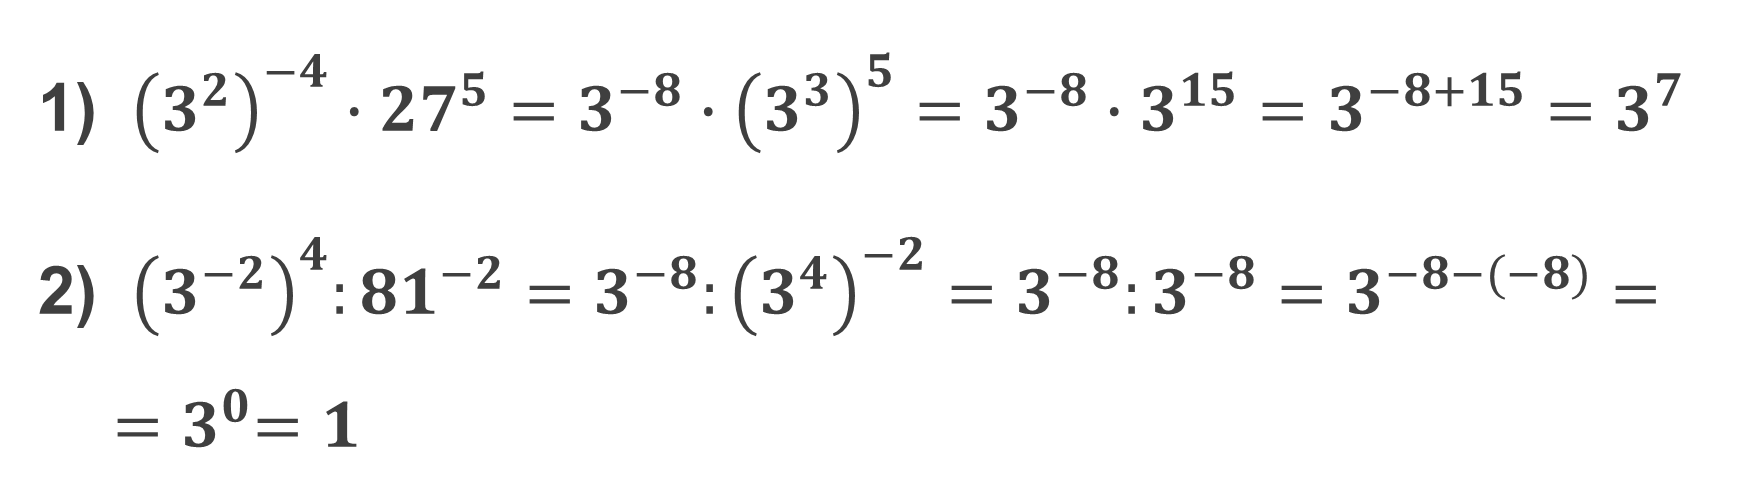 1) (3²)⁻⁴ · 27⁵ = 3⁻⁸ · (3³)⁵ = 3⁻⁸ · 3¹⁵ = 3⁻⁸⁺¹⁵ = 3⁷
2) (3⁻²)⁴ : 81⁻² = 3⁻⁸ : (3⁴)⁻² = 3⁻⁸ : 3⁻⁸ = 3⁻⁸⁻⁽⁻⁸⁾ =
= 3⁰ = 1